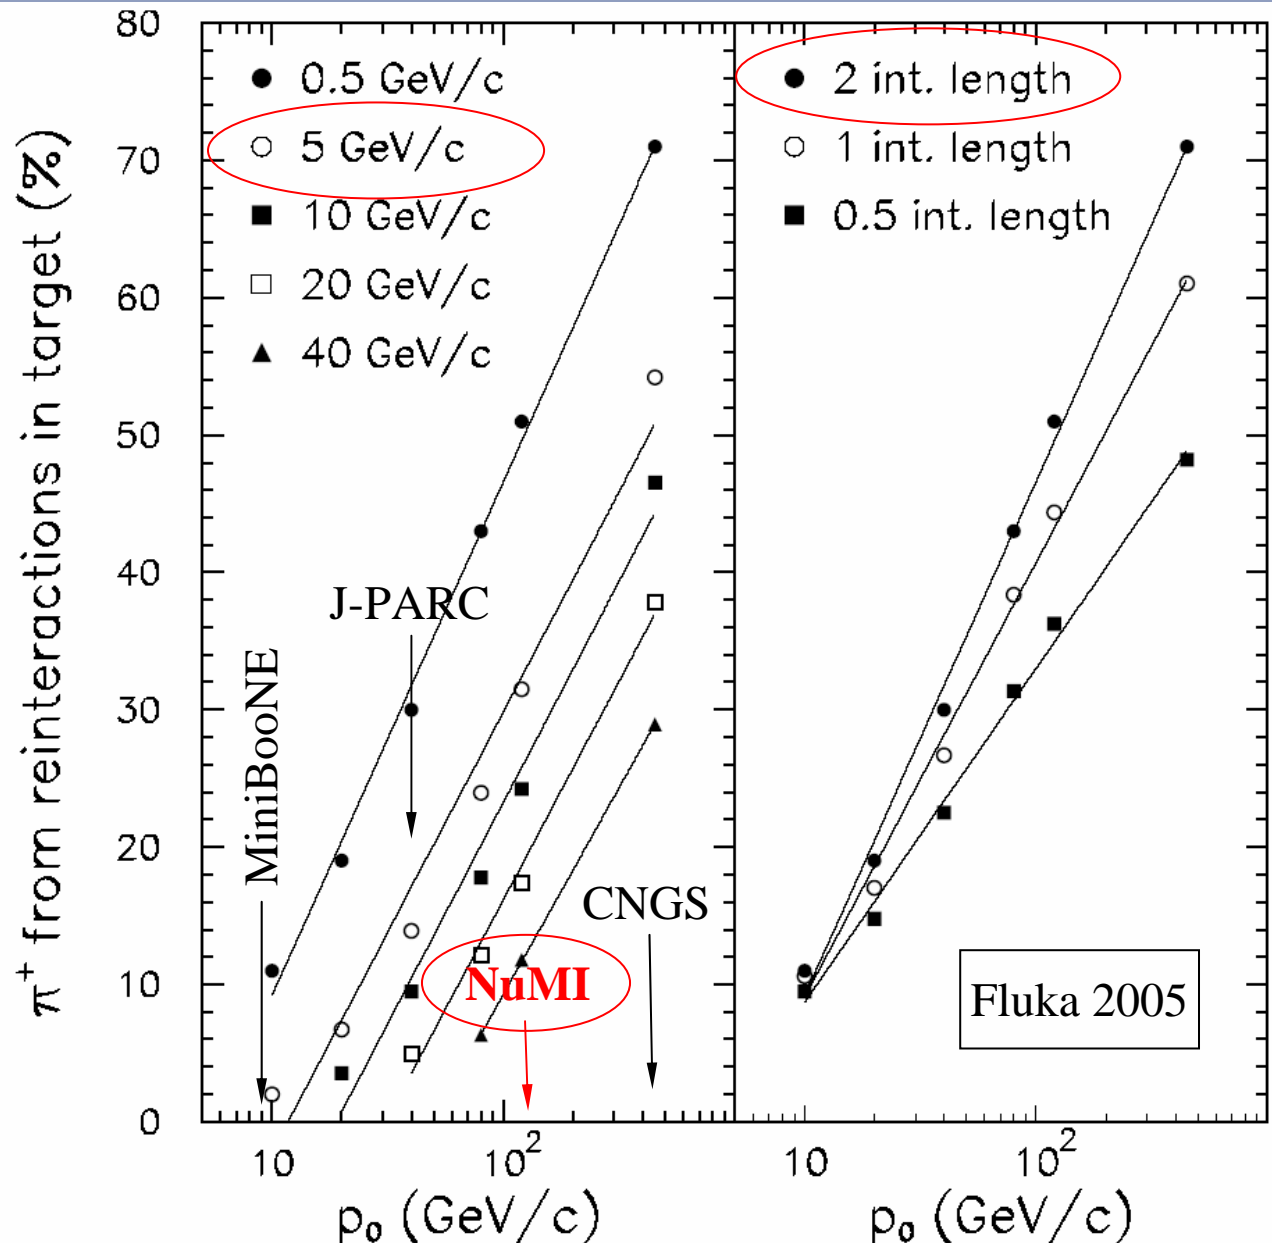 π⁺ from reinteractions in target (%)
80
70
60
50
40
30
20
10
0
0.5 GeV/c
5 GeV/c
10 GeV/c
20 GeV/c
40 GeV/c
MiniBooNE
J-PARC
NuMI
CNGS
10
10²
p₀ (GeV/c)
2 int. length
1 int. length
0.5 int. length
Fluka 2005
10
10²
p₀ (GeV/c)